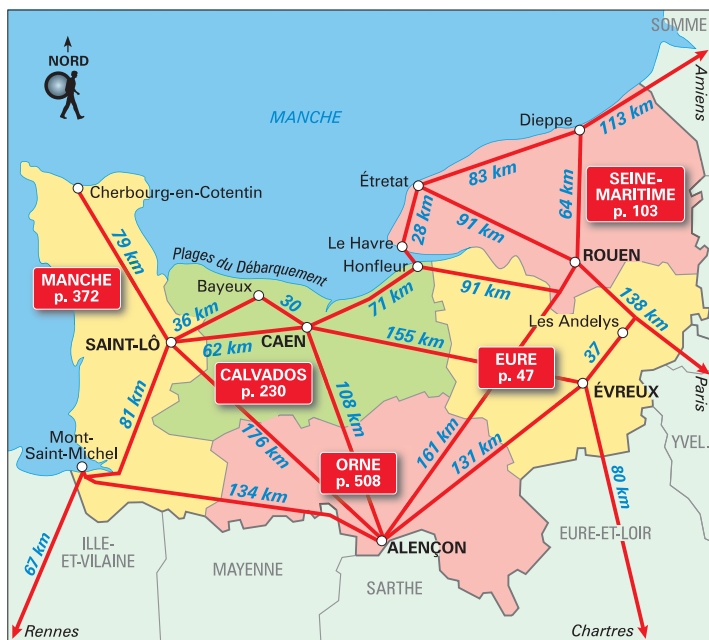 SOMME
NORD
Amiens
MANCHE
Dieppe
113 km
Étretat
83 km
SEINE-
MARITIME
p. 103
Cherbourg-en-Cotentin
28 km
91 km
64 km
79 km
Le Havre
Plages du Débarquement
Honfleur
ROUEN
MANCHE
p. 372
Bayeux
36 km
30
71 km
91 km
138 km
Les Andelys
SAINT-LÔ
62 km
CAEN
155 km
37
CALVADOS
p. 230
EURE
p. 47
ÉVREUX
Paris
81 km
108 km
Mont-
Saint-Michel
176 km
161 km
131 km
YVEL.
ORNE
p. 508
80 km
134 km
67 km
ILLE-
ET-VILAINE
ALENÇON
EURE-ET-LOIR
MAYENNE
SARTHE
Rennes
Chartres